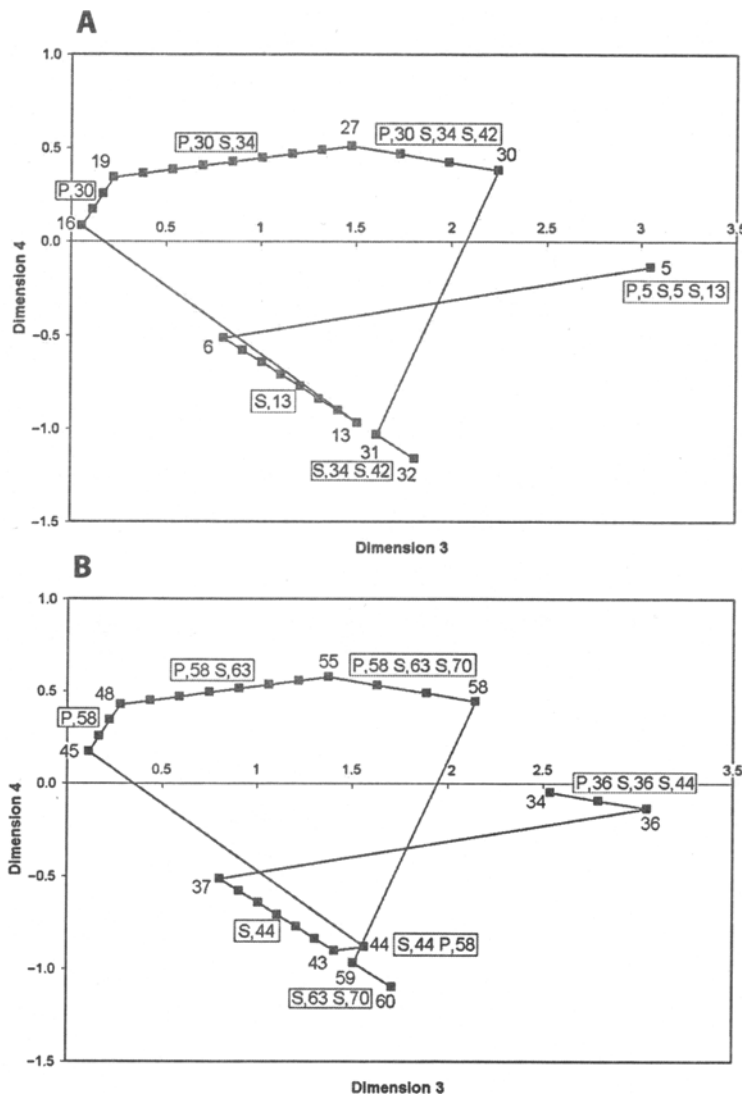 A
1.0
0.5
0.0
−0.5
−1.0
−1.5
Dimension 4
0.5
1
1.5
2
2.5
3
3.5
27
P,30 S,34
P,30 S,34 S,42
19
30
P,30
16
5
P,5 S,5 S,13
6
S,13
13
31
S,34 S.42
32
Dimension 3
B
1.0
0.5
0.0
−0.5
−1.0
−1.5
Dimension 4
0.5
1
1.5
2
2.5
3
3.5
55
P,58 S,63
P,58 S,63 S,70
48
58
P,58
45
P,36 S,36 S,44
34
36
37
S,44
44
S,44 P,58
43
59
S,63 S,70
60
Dimension 3